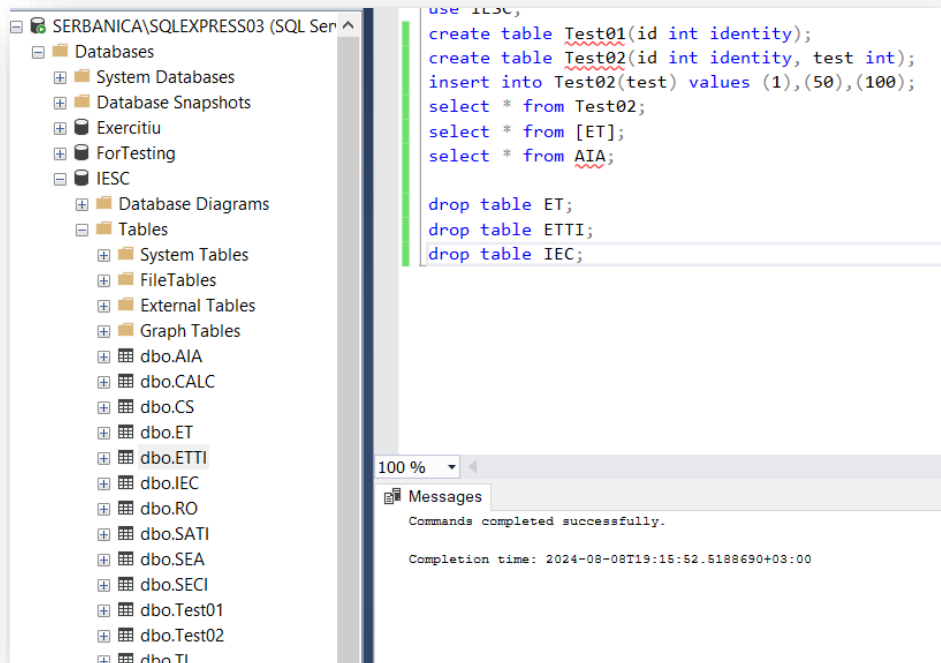 SERBANICA\SQLEXPRESS03 (SQL Ser
Databases
System Databases
Database Snapshots
Exercitiu
ForTesting
IESC
Database Diagrams
Tables
System Tables
FileTables
External Tables
Graph Tables
dbo.AIA
dbo.CALC
dbo.CS
dbo.ET
dbo.ETTI
dbo.IEC
dbo.RO
dbo.SATI
dbo.SEA
dbo.SECI
dbo.Test01
dbo.Test02
dbo.TI
use IESC;
create table Test01(id int identity);
create table Test02(id int identity, test int);
insert into Test02(test) values (1),(50),(100);
select * from Test02;
select * from [ET];
select * from AIA;
drop table ET;
drop table ETTI;
drop table IEC;
100 %
Messages
Commands completed successfully.
Completion time: 2024-08-08T19:15:52.5188690+03:00